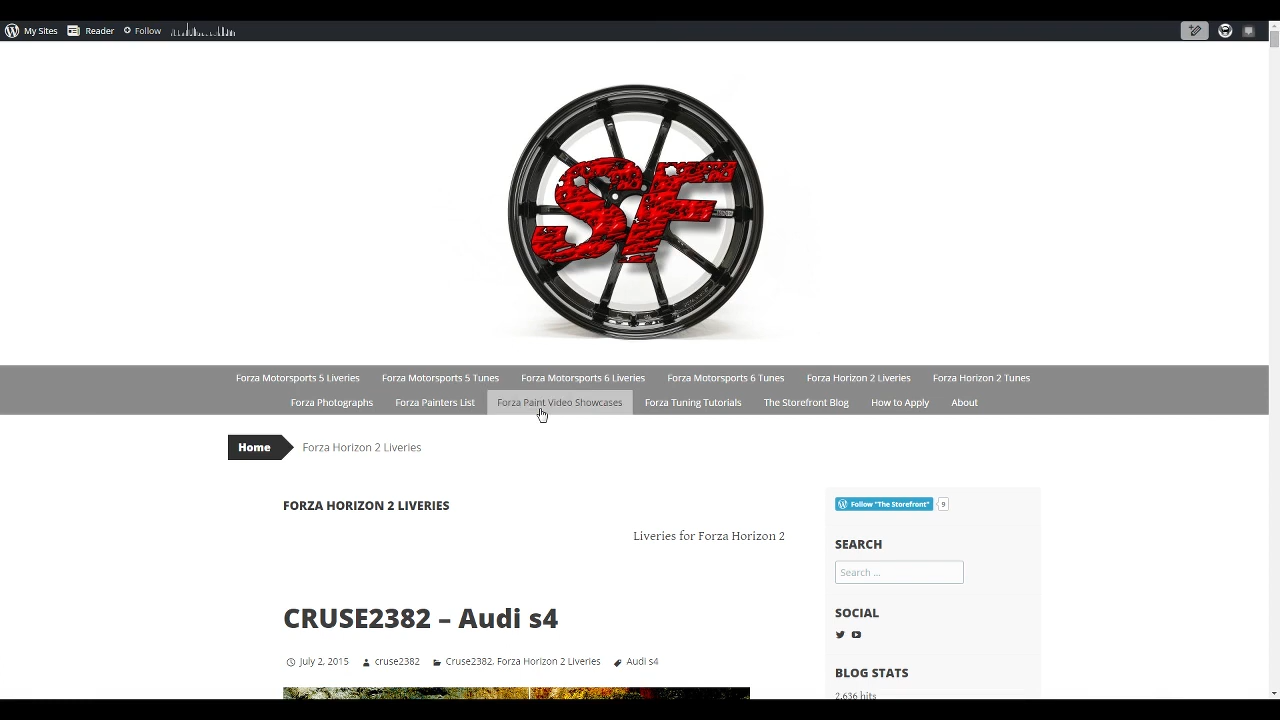 My Sites Reader Follow
SF
Forza Motorsports 5 Liveries Forza Motorsports 5 Tunes Forza Motorsports 6 Liveries Forza Motorsports 6 Tunes Forza Horizon 2 Liveries Forza Horizon 2 Tunes
Forza Photographs Forza Painters List Forza Paint Video Showcases Forza Tuning Tutorials The Storefront Blog How to Apply About
Home Forza Horizon 2 Liveries
FORZA HORIZON 2 LIVERIES
Liveries for Forza Horizon 2
CRUSE2382 – Audi s4
July 2, 2015 cruse2382 Cruse2382, Forza Horizon 2 Liveries Audi s4
Follow "The Storefront" 9
SEARCH
Search ...
SOCIAL
BLOG STATS
2,636 hits